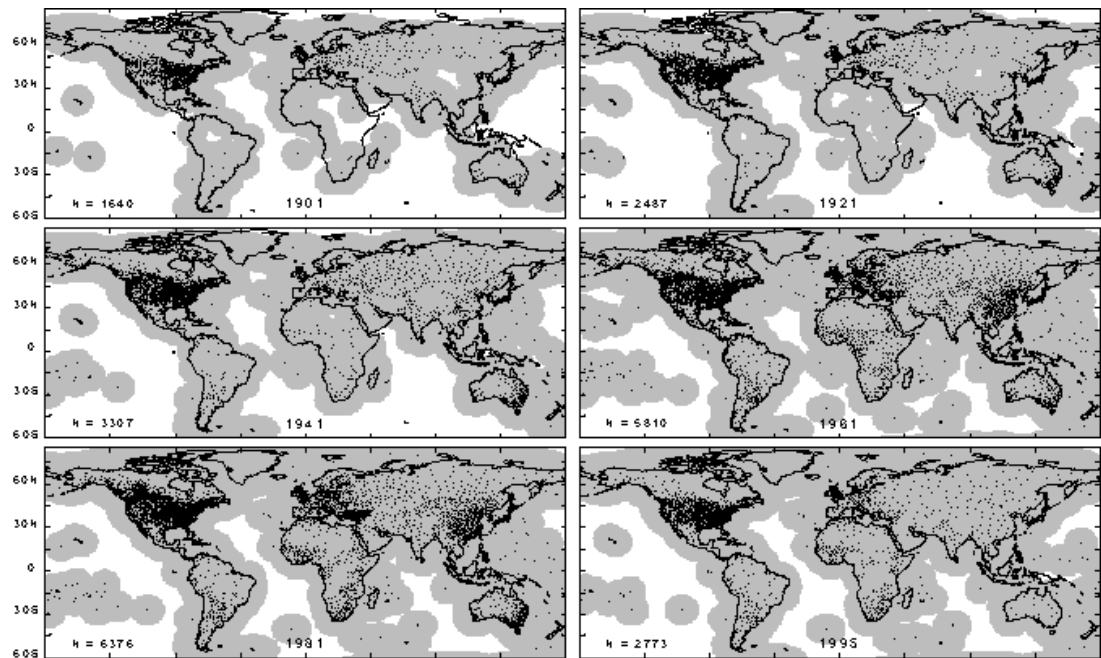 60N
30N
0
30S
60S
N = 1640 1901
N = 2487 1921
60N
30N
0
30S
60S
N = 3307 1941
N = 5810 1961
60N
30N
0
30S
60S
N = 6376 1981
N = 2773 1995